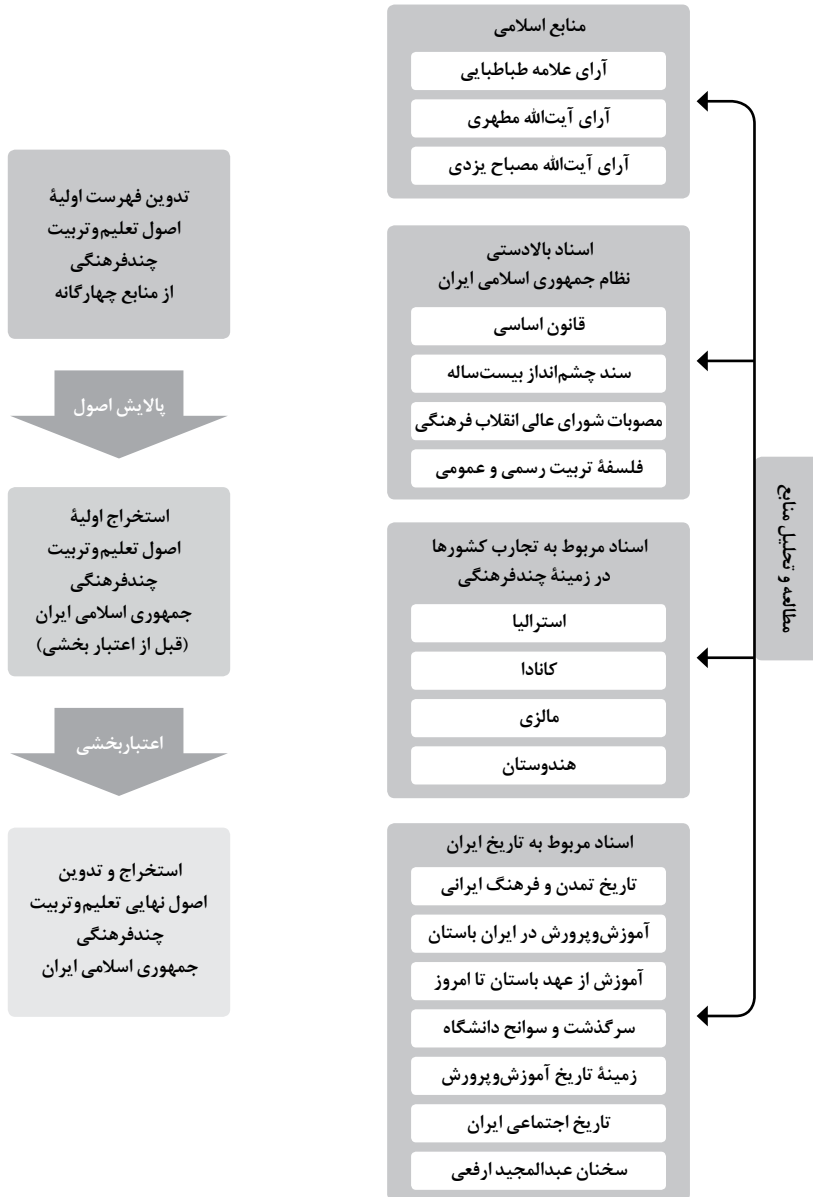 مطالعه و تحلیل منابع
منابع اسلامی
آرای علامه طباطبایی
آرای آیت‌الله مطهری
آرای آیت‌الله مصباح یزدی
اسناد بالادستی
نظام جمهوری اسلامی ایران
قانون اساسی
سند چشم‌انداز بیست‌ساله
مصوبات شورای عالی انقلاب فرهنگی
فلسفهٔ تربیت رسمی و عمومی
اسناد مربوط به تجارب کشورها
در زمینهٔ چندفرهنگی
استرالیا
کانادا
مالزی
هندوستان
اسناد مربوط به تاریخ ایران
تاریخ تمدن و فرهنگ ایرانی
آموزش‌وپرورش در ایران باستان
آموزش از عهد باستان تا امروز
سرگذشت و سوانح دانشگاه
زمینهٔ تاریخ آموزش‌وپرورش
تاریخ اجتماعی ایران
سخنان عبدالمجید ارفعی
تدوین فهرست اولیهٔ
اصول تعلیم‌وتربیت
چندفرهنگی
از منابع چهارگانه
پالایش اصول
استخراج اولیهٔ
اصول تعلیم‌وتربیت
چندفرهنگی
جمهوری اسلامی ایران
(قبل از اعتبار بخشی)
اعتباربخشی
استخراج و تدوین
اصول نهایی تعلیم‌وتربیت
چندفرهنگی
جمهوری اسلامی ایران